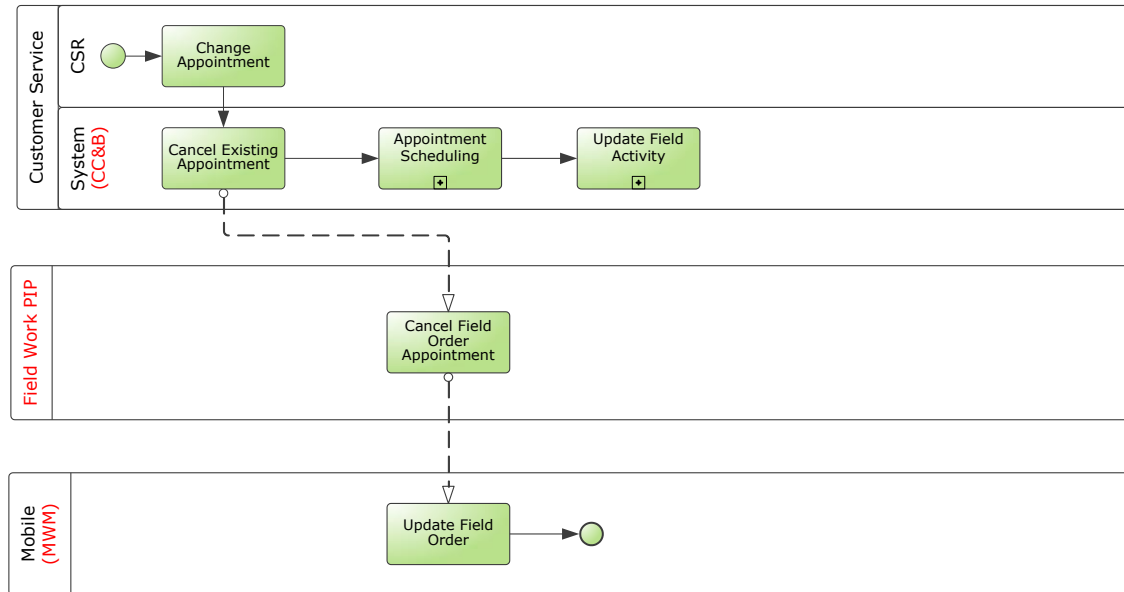 Customer Service
CSR
Change
Appointment
System
(CC&B)
Cancel Existing
Appointment
Appointment
Scheduling
Update Field
Activity
Field Work PIP
Cancel Field
Order
Appointment
Mobile
(MWM)
Update Field
Order